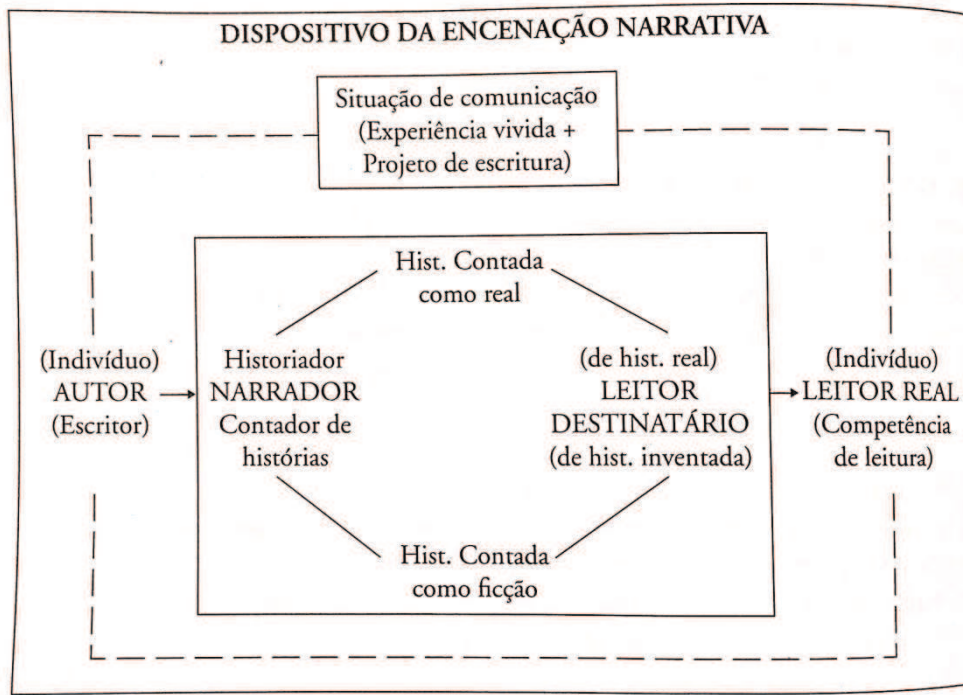 DISPOSITIVO DA ENCENAÇÃO NARRATIVA
Situação de comunicação
(Experiência vivida +
Projeto de escritura)
Hist. Contada
como real
(Indivíduo)
AUTOR
(Escritor)
Historiador
NARRADOR
Contador de
histórias
(de hist. real)
LEITOR
DESTINATÁRIO
(de hist. inventada)
(Indivíduo)
LEITOR REAL
(Competência
de leitura)
Hist. Contada
como ficção